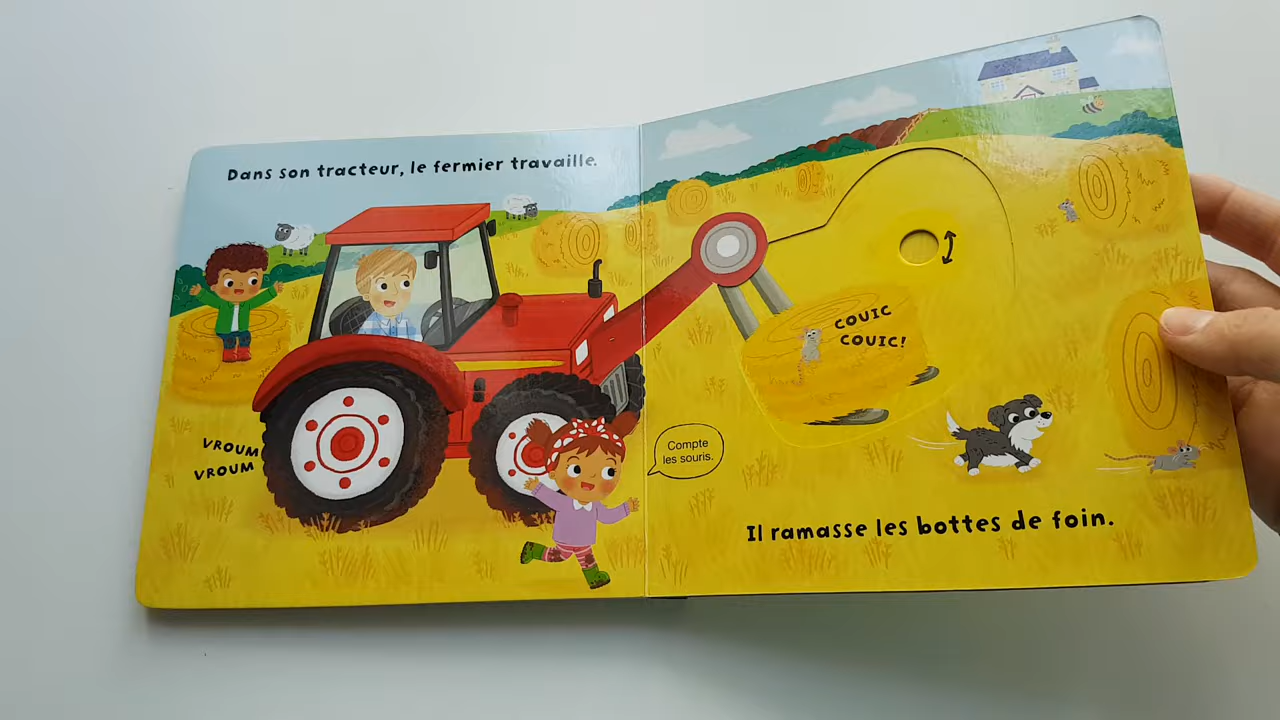 Dans son tracteur, le fermier travaille.
VROUM
VROUM
COUIC
COUIC!
Compte
les souris.
Il ramasse les bottes de foin.